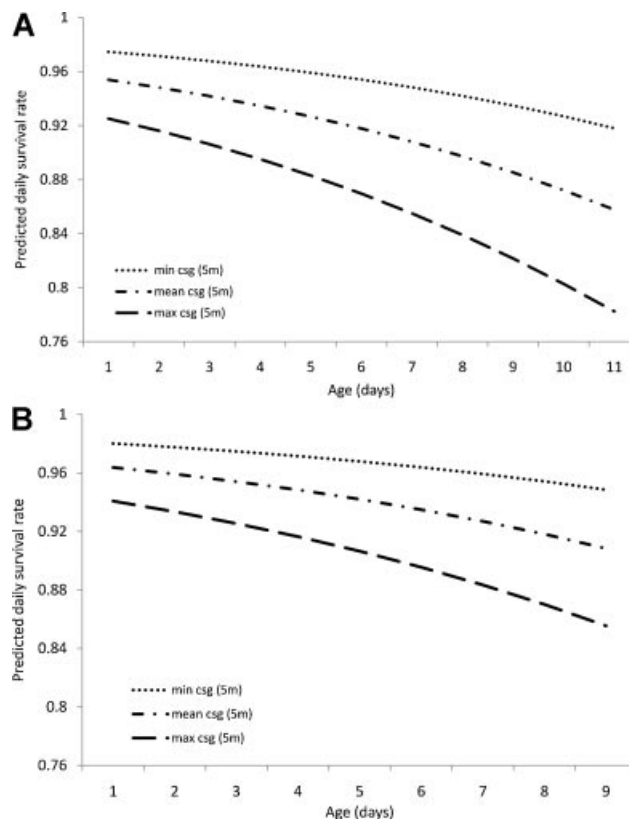 A
Predicted daily survival rate
1
0.96
0.92
0.88
0.84
0.8
0.76
min csg (5m)
mean csg (5m)
max csg (5m)
1 2 3 4 5 6 7 8 9 10 11
Age (days)
B
Predicted daily survival rate
1
0.96
0.92
0.88
0.84
0.8
0.76
min csg (5m)
mean csg (5m)
max csg (5m)
1 2 3 4 5 6 7 8 9
Age (days)